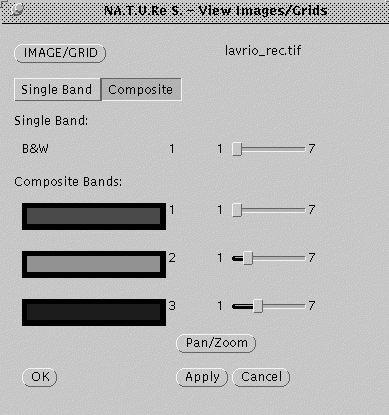 NA.T.U.Re S. – View Images/Grids
IMAGE/GRID lavrio_rec.tif
Single Band Composite
Single Band:
B&W 1 1 7
Composite Bands:
1 1 7
2 1 7
3 1 7
Pan/Zoom
OK Apply Cancel